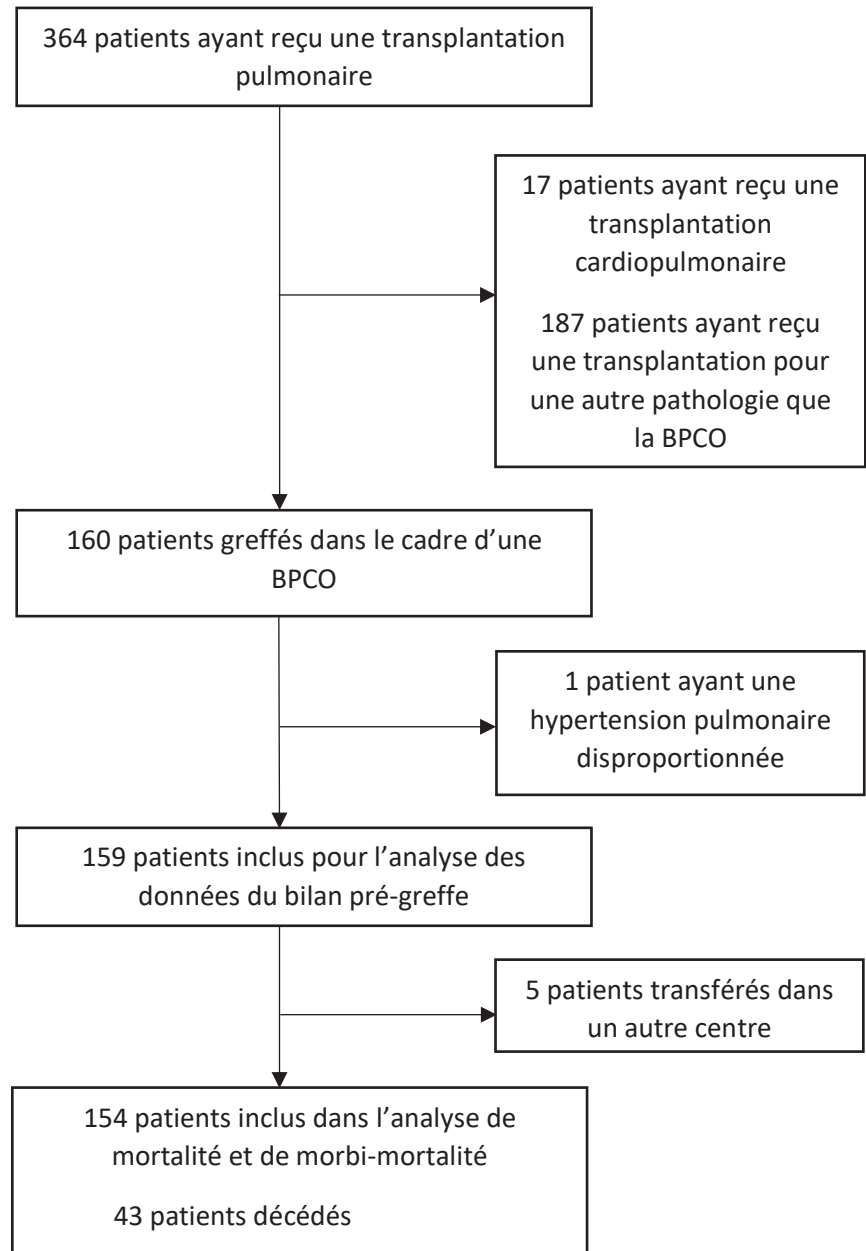 364 patients ayant reçu une transplantation
pulmonaire
17 patients ayant reçu une
transplantation
cardiopulmonaire
187 patients ayant reçu
une transplantation pour
une autre pathologie que
la BPCO
160 patients greffés dans le cadre d’une
BPCO
1 patient ayant une
hypertension pulmonaire
disproportionnée
159 patients inclus pour l’analyse des
données du bilan pré-greffe
5 patients transférés dans
un autre centre
154 patients inclus dans l’analyse de
mortalité et de morbi-mortalité
43 patients décédés